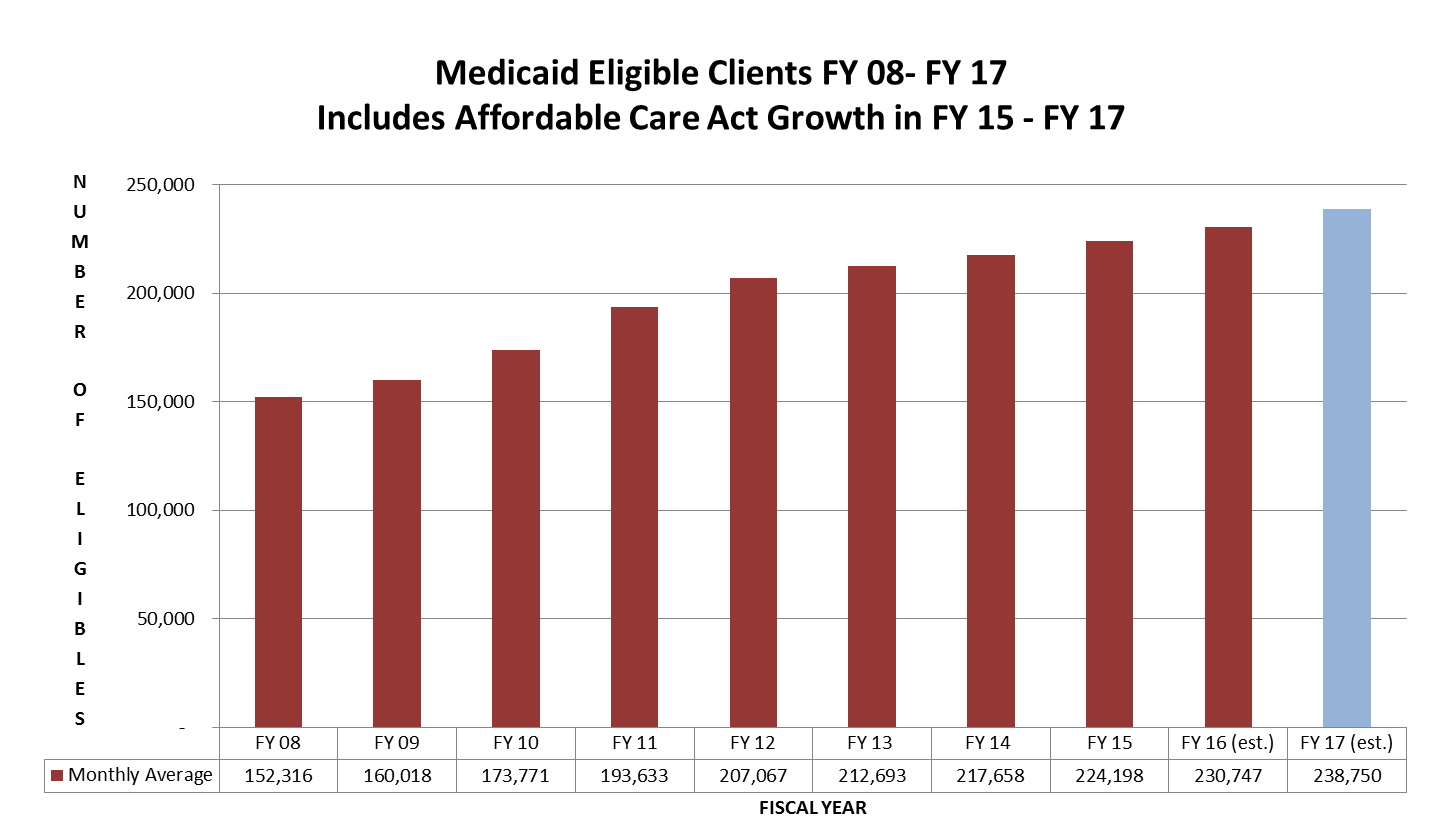 Medicaid Eligible Clients FY 08- FY 17
Includes Affordable Care Act Growth in FY 15 - FY 17
NUMBER OF ELIGIBLES
250,000
200,000
150,000
100,000
50,000
-
FY 08 FY 09 FY 10 FY 11 FY 12 FY 13 FY 14 FY 15 FY 16 (est.) FY 17 (est.)
Monthly Average 152,316 160,018 173,771 193,633 207,067 212,693 217,658 224,198 230,747 238,750
FISCAL YEAR